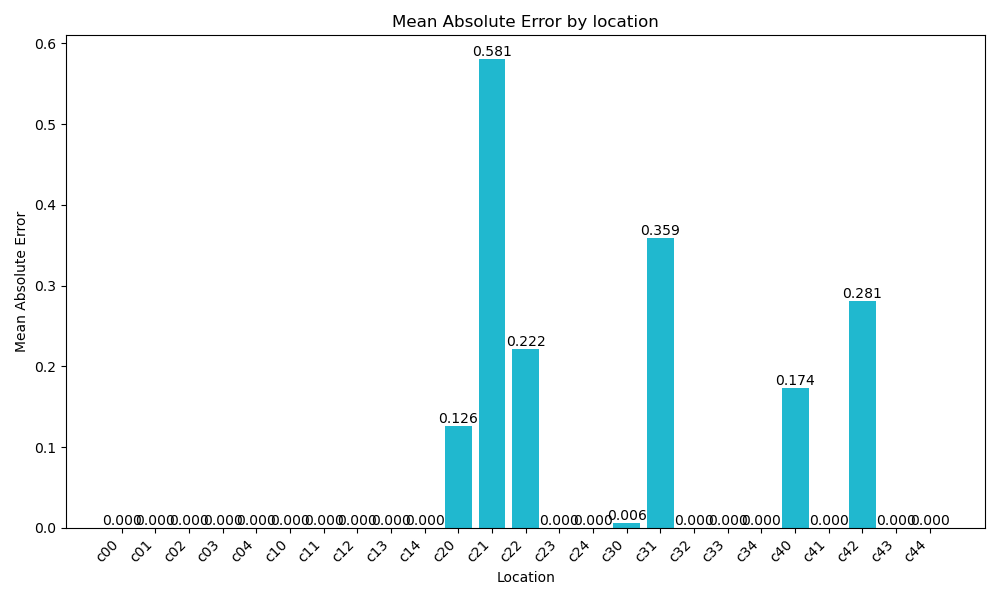 Mean Absolute Error by location
Mean Absolute Error
0.6
0.5
0.4
0.3
0.2
0.1
0.0
0.000 0.000 0.000 0.000 0.000 0.000 0.000 0.000 0.000 0.000 0.126 0.581 0.222 0.000 0.000 0.006 0.359 0.000 0.000 0.000 0.174 0.000 0.281 0.000 0.000
c00 c01 c02 c03 c04 c10 c11 c12 c13 c14 c20 c21 c22 c23 c24 c30 c31 c32 c33 c34 c40 c41 c42 c43 c44
Location